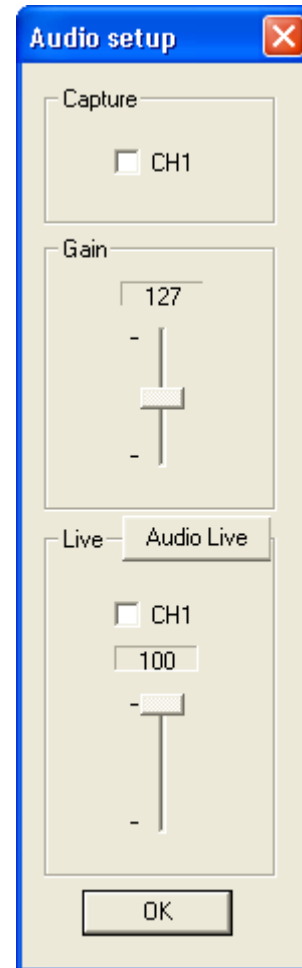 Audio setup
Capture
CH1
Gain
127
-
-
Live
Audio Live
CH1
100
-
-
OK